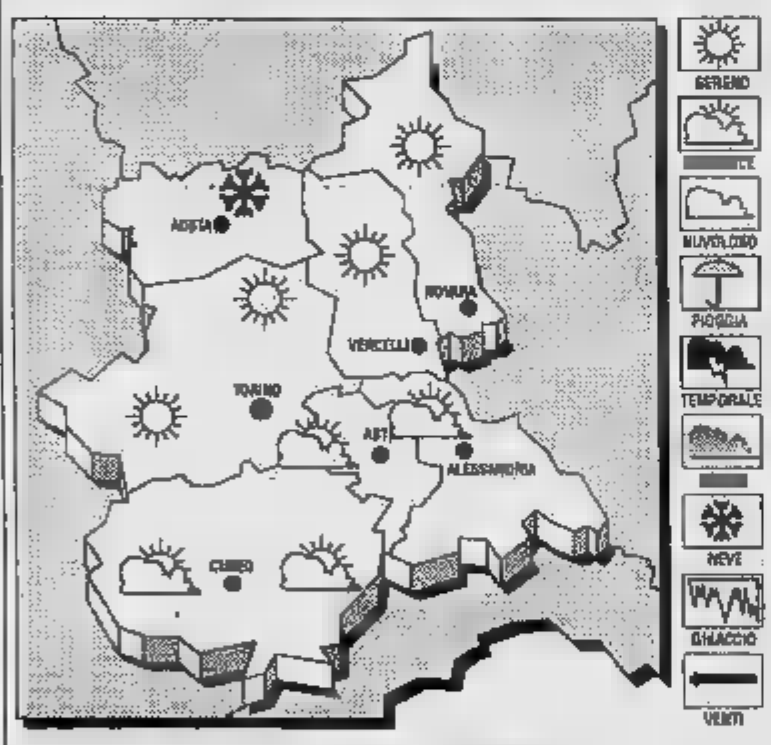 AOSTA
NOVARA
VERCELLI
TORINO
ASTI
ALESSANDRIA
CUNEO
SERENO
NUVOLOSO
PIOGGIA
TEMPORALE
NEVE
GHIACCIO
VENTI